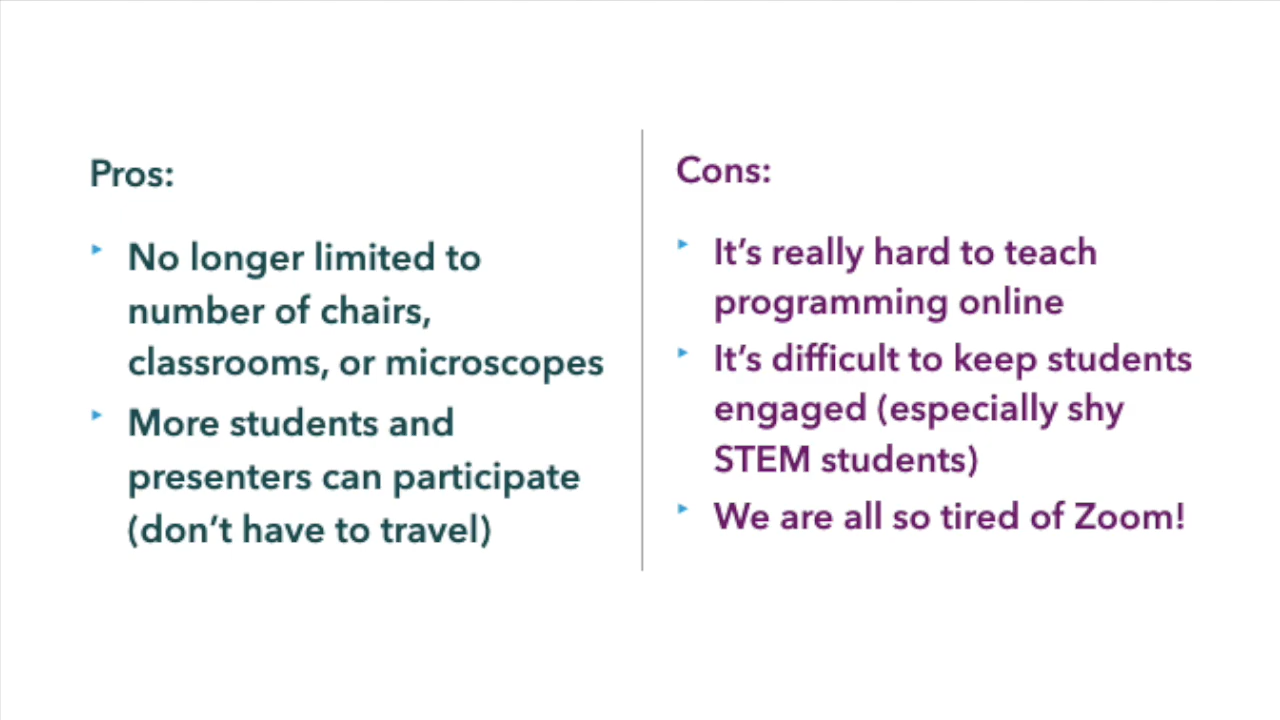 Pros:
No longer limited to
number of chairs,
classrooms, or microscopes
More students and
presenters can participate
(don’t have to travel)
Cons:
It’s really hard to teach
programming online
It’s difficult to keep students
engaged (especially shy
STEM students)
We are all so tired of Zoom!